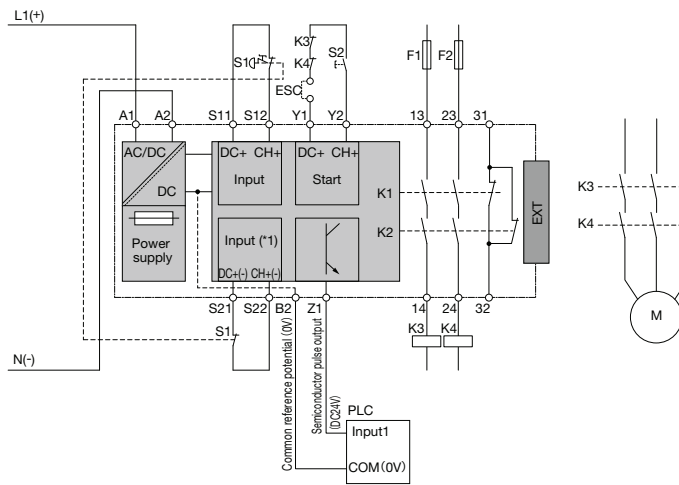 L1(+)
K3
K4
S1
S2
F1
F2
ESC
N(-)
A1 A2 S11 S12 Y1 Y2 13 23 31
AC/DC
DC
DC+ CH+
Input
DC+ CH+
Start
K1
K2
EXT
K3
K4
Power
supply
Input (*1)
DC+(-) CH+(-)
S21 S22 B2 Z1 14 24 32
S1
K3 K4
M
Common reference potential (0V)
Semiconductor pulse output
(DC24V)
PLC
Input1
COM(0V)